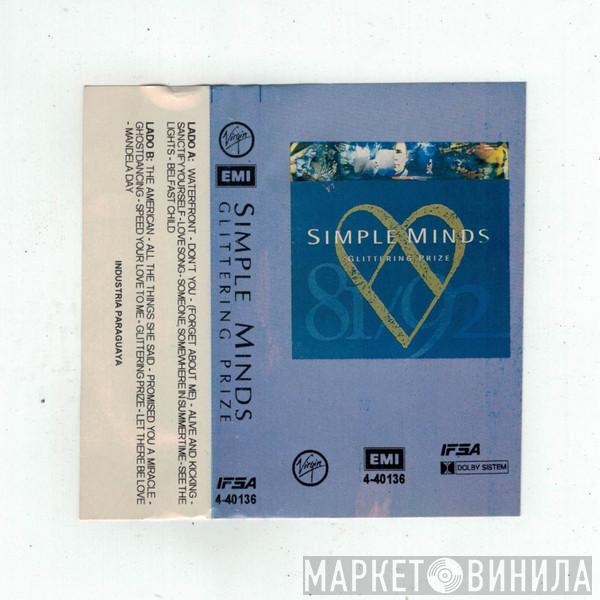 LADO A: WATERFRONT - DON'T YOU - (FORGET ABOUT ME) - ALIVE AND KICKING -
SANCTIFY YOURSELF - LOVE SONG - SOMEONE, SOMEWHERE IN SUMMERTIME - SEE THE
LIGHTS - BELFAST CHILD
LADO B: THE AMERICAN - ALL THE THINGS SHE SAID - PROMISED YOU A MIRACLE -
GHOSTDANCING - SPEED YOUR LOVE TO ME - GLITTERING PRIZE - LET THERE BE LOVE
- MANDELA DAY
INDUSTRIA PARAGUAYA
Virgin
EMI
SIMPLE MINDS
GLITTERING PRIZE
IFSA
4-40136
SIMPLE MINDS
GLITTERING PRIZE
81/92
Virgin
EMI
4-40136
IFSA
DOLBY SISTEM
МАРКЕТ ВИНИЛА